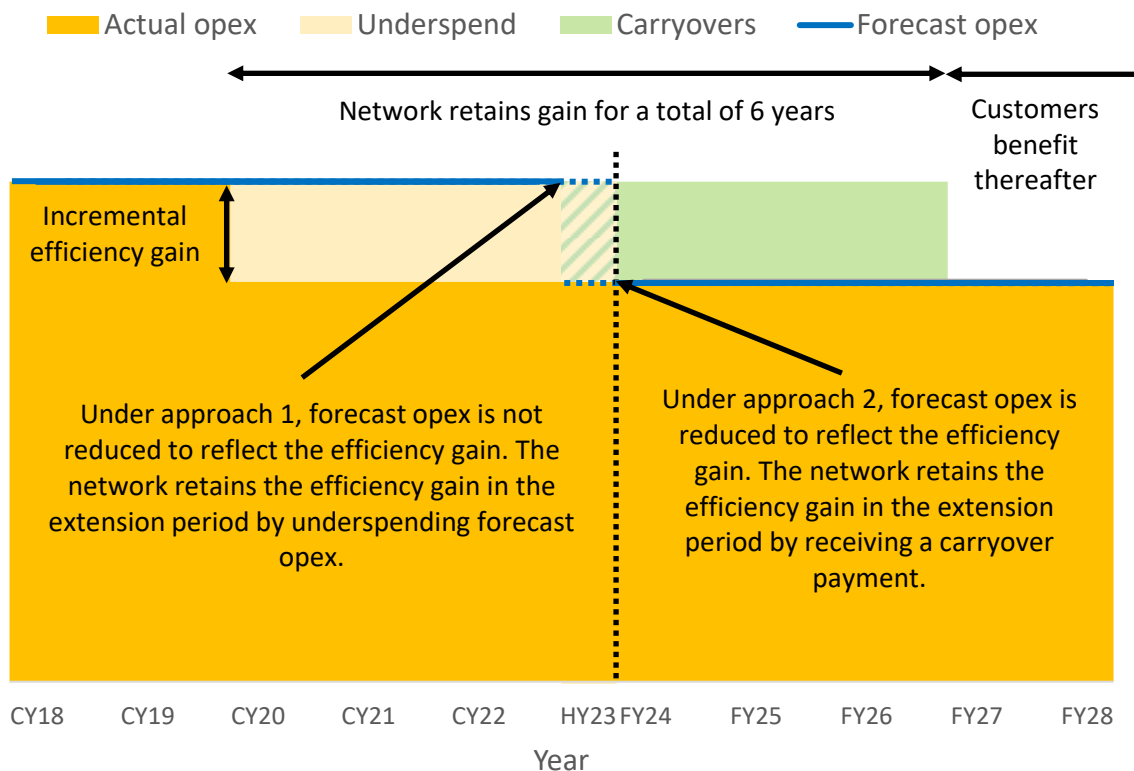 Actual opex Underspend Carryovers Forecast opex
Network retains gain for a total of 6 years
Customers
benefit
thereafter
Incremental
efficiency gain
Under approach 1, forecast opex is not
reduced to reflect the efficiency gain. The
network retains the efficiency gain in the
extension period by underspending forecast
opex.
Under approach 2, forecast opex is
reduced to reflect the efficiency
gain. The network retains the
efficiency gain in the extension
period by receiving a carryover
payment.
CY18 CY19 CY20 CY21 CY22 HY23 FY24 FY25 FY26 FY27 FY28
Year